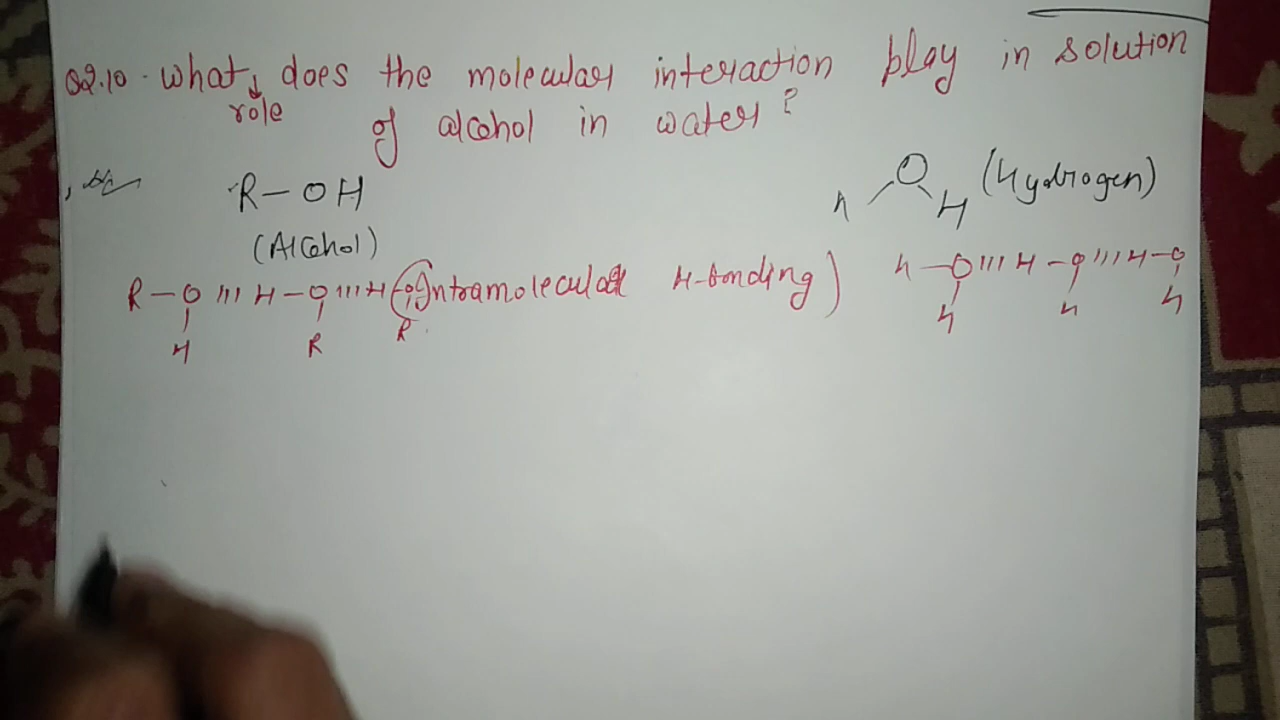 Q2.10. What does the molecular interaction play in solution
role
of alcohol in water?
R-OH
O
H H (Hydrogen)
(Alcohol)
R-O ||| H-O ||| H-O (Intramolecular H-bonding) H-O ||| H-O ||| H-O
H R R H H H